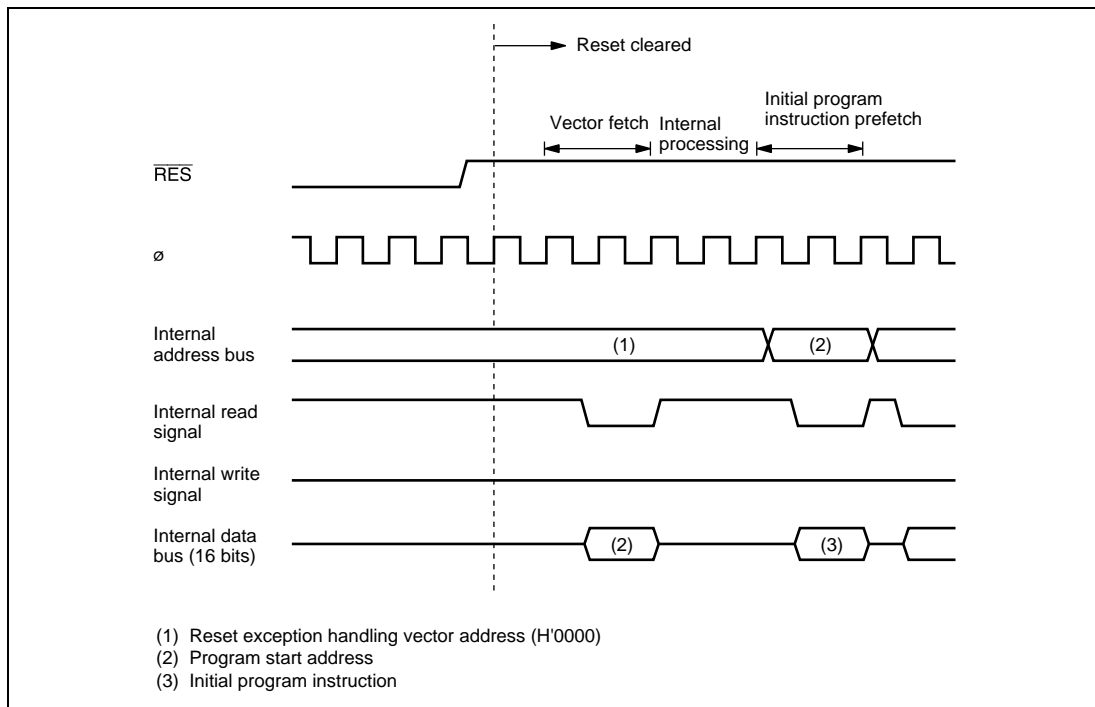 Reset cleared
Initial program
instruction prefetch
Vector fetch
Internal
processing
RES
ø
Internal
address bus
(1)
(2)
Internal read
signal
Internal write
signal
Internal data
bus (16 bits)
(2)
(3)
(1) Reset exception handling vector address (H'0000)
(2) Program start address
(3) Initial program instruction